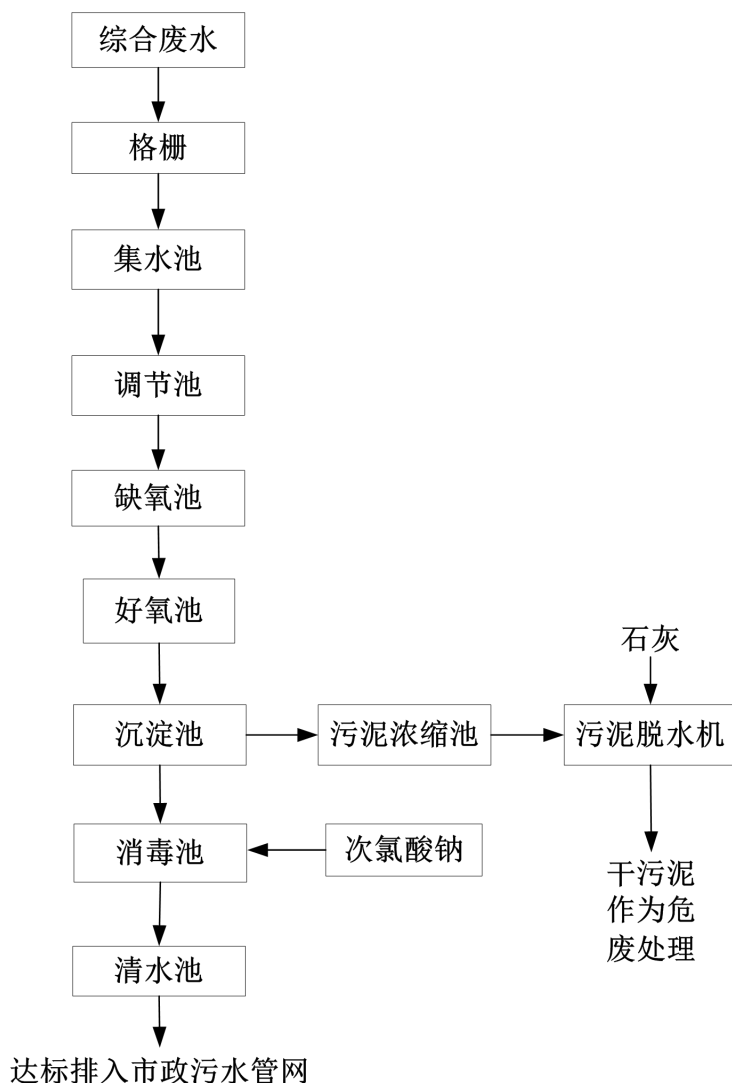 综合废水
格栅
集水池
调节池
缺氧池
好氧池
石灰
沉淀池
污泥浓缩池
污泥脱水机
消毒池
次氯酸钠
干污泥
作为危
废处理
清水池
达标排入市政污水管网